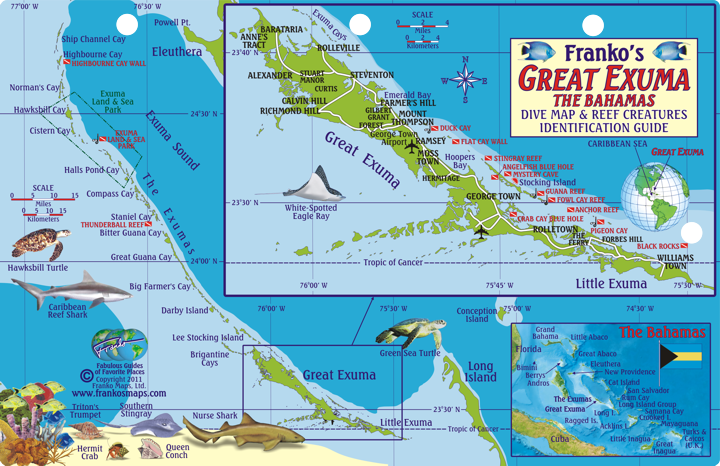 77°00' W
76°30' W
Powell Pt.
Ship Channel Cay
Eleuthera
Highbourne Cay
HIGHBOURNE CAY WALL
Norman's Cay
Exuma
Land & Sea
Park
Hawksbill Cay
Cistern Cay
EXUMA
LAND & SEA
PARK
Exuma Sound
Halls Pond Cay
The Exumas
SCALE
0 5 10 15
Miles
0 5 10 15
Kilometers
Compass Cay
Staniel Cay
THUNDERBALL REEF
Bitter Guana Cay
Great Guana Cay
24°00' N
Hawksbill Turtle
Big Farmer's Cay
Caribbean
Reef Shark
Darby Island
Lee Stocking Island
Brigantine
Cays
Franko
Fabulous Guides
of Favorite Places
© Copyright 2011
Franko Maps, Ltd.
www.frankosmaps.com
Triton's
Trumpet
Southern
Stingray
Nurse Shark
Hermit
Crab
Queen
Conch
23°40' N
BARATARIA
ANNE'S
TRACT
Exuma Cays
ROLLEVILLE
SCALE
0 2 4
Miles
0 2 4
Kilometers
N
W E
S
ALEXANDER
STUART
MANOR
STEVENTON
CURTIS
Emerald Bay
CALVIN HILL
FARMER'S HILL
RICHMOND HILL
GILBERT
GRANT
MOUNT
THOMPSON
FOREST
George Town
Airport
DUCK CAY
RAMSEY
FLAT CAY WALL
Great Exuma
MOSS
TOWN
Hoopers
Bay
STINGRAY REEF
ANGELFISH BLUE HOLE
MYSTERY CAVE
HERMITAGE
Stocking Island
White-Spotted
Eagle Ray
GUANA REEF
GEORGE TOWN
FOWL CAY REEF
ANCHOR REEF
23°30' N
CRAB CAY BLUE HOLE
PIGEON CAY
ROLLETOWN
THE
FERRY
FORBES HILL
BLACK ROCKS
WILLIAMS
TOWN
Tropic of Cancer
Little Exuma
76°00' W
75°45' W
75°30' W
Franko's
GREAT EXUMA
THE BAHAMAS
DIVE MAP & REEF CREATURES
IDENTIFICATION GUIDE
CARIBBEAN SEA
GREAT EXUMA
76°00' W
75°30' W
74°30' W
Tropic of Cancer
Green Sea Turtle
Conception
Island
Great Exuma
Long
Island
23°30' N
Little Exuma
The Bahamas
Grand
Bahama
Little Abaco
Florida
Great Abaco
Eleuthera
Bimini
New Providence
Berrys
Andros
Cat Island
San Salvador
The Exumas
Rum Cay
Great Exuma
Long Island Group
Long I.
Samana Cay
Ragged Is.
Crooked I.
Acklins I.
Mayaguana
Cuba
Little Inagua
Turks &
Caicos
(U.K.)
Great
Inagua